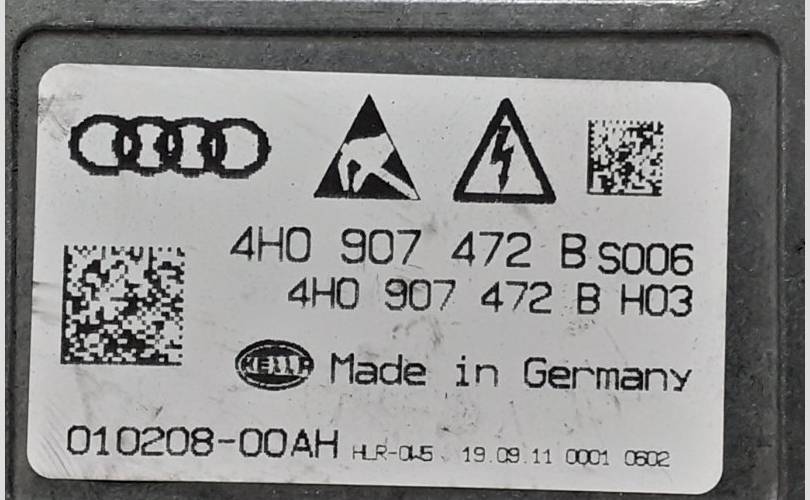 4H0 907 472 B S006
4H0 907 472 B H03
HELLA Made in Germany
010208-00AH HLR-0W5 19.09.11 0001 0602